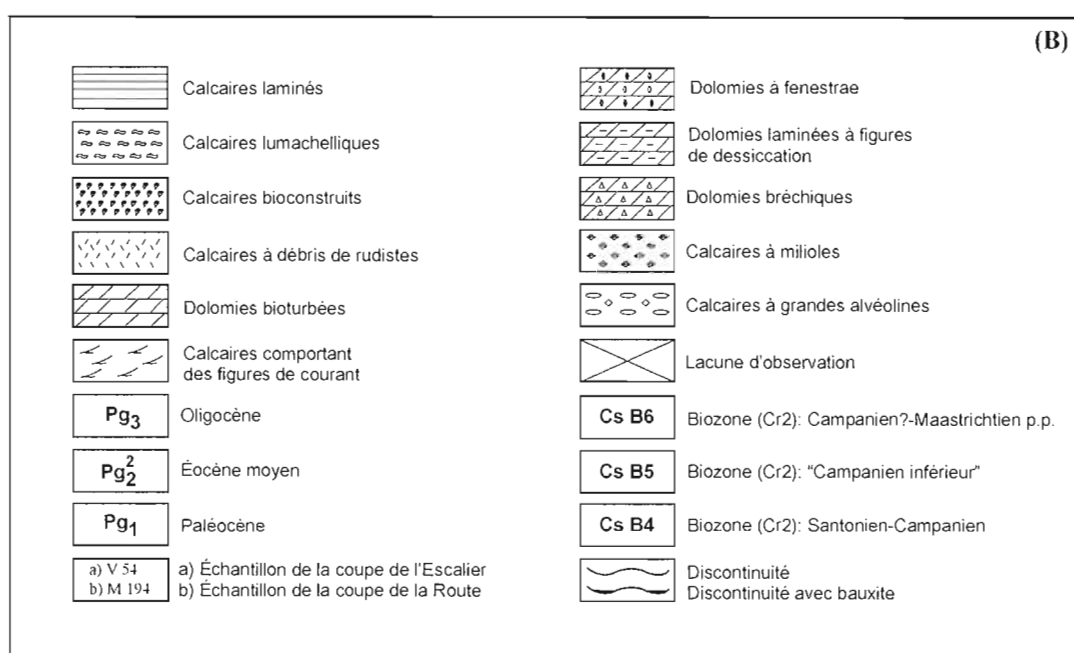 (B)
Calcaires laminés
Calcaires lumachelliques
Calcaires bioconstruits
Calcaires à débris de rudistes
Dolomies bioturbées
Calcaires comportant
des figures de courant
Pg3 Oligocène
Pg22 Éocène moyen
Pg1 Paléocène
a) V 54 a) Échantillon de la coupe de l'Escalier
b) M 194 b) Échantillon de la coupe de la Route
Dolomies à fenestrae
Dolomies laminées à figures
de dessiccation
Dolomies bréchiques
Calcaires à milioles
Calcaires à grandes alvéolines
Lacune d'observation
Cs B6 Biozone (Cr2): Campanien?-Maastrichtien p.p.
Cs B5 Biozone (Cr2): "Campanien inférieur"
Cs B4 Biozone (Cr2): Santonien-Campanien
Discontinuité
Discontinuité avec bauxite